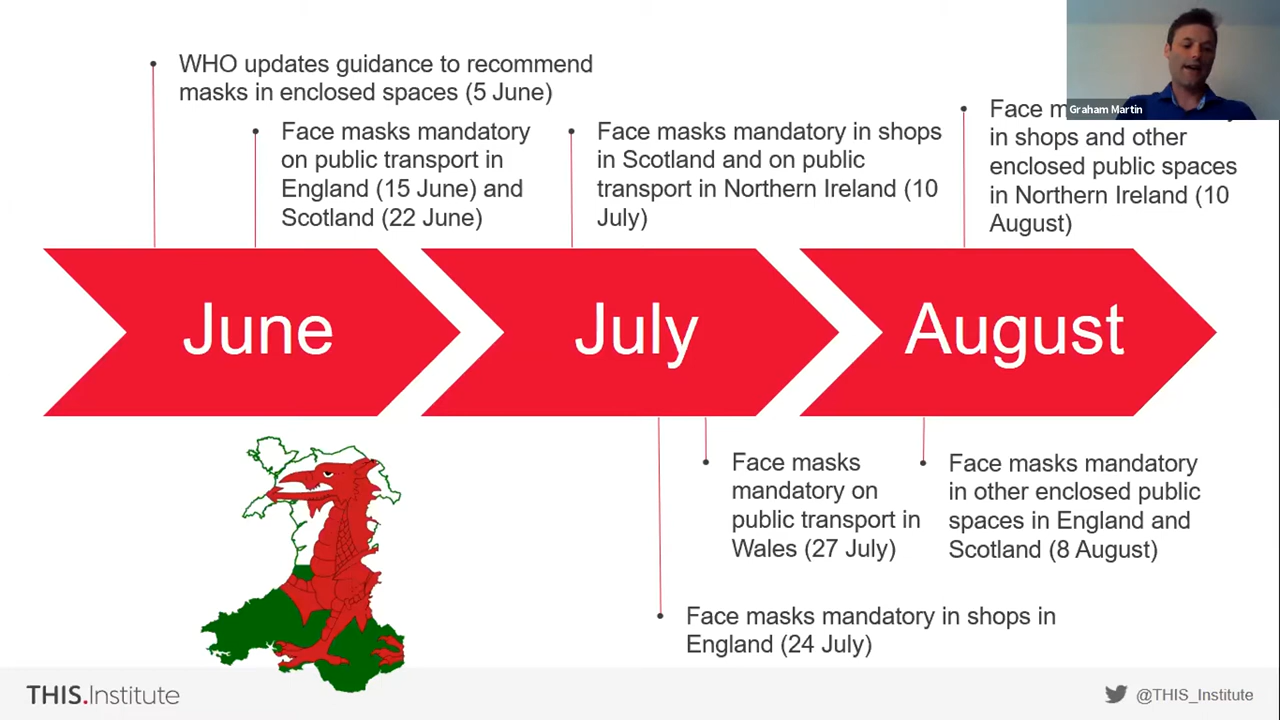 WHO updates guidance to recommend
masks in enclosed spaces (5 June)
Face masks mandatory
on public transport in
England (15 June) and
Scotland (22 June)
Face masks mandatory in shops
in Scotland and on public
transport in Northern Ireland (10
July)
Graham Martin
Face
in shops and other
enclosed public spaces
in Northern Ireland (10
August)
June
July
August
Face masks
mandatory on
public transport in
Wales (27 July)
Face masks mandatory
in other enclosed public
spaces in England and
Scotland (8 August)
Face masks mandatory in shops in
England (24 July)
THIS.Institute
@THIS_Institute